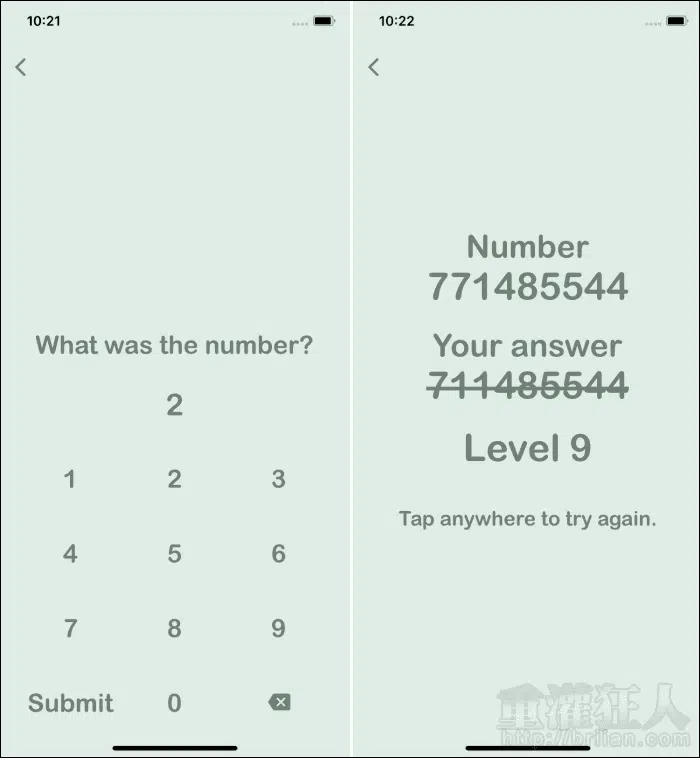 10:21
What was the number?
2
1 2 3
4 5 6
7 8 9
Submit 0
10:22
Number
771485544
Your answer
711485544
Level 9
Tap anywhere to try again.
重灌狂人
http://briian.com